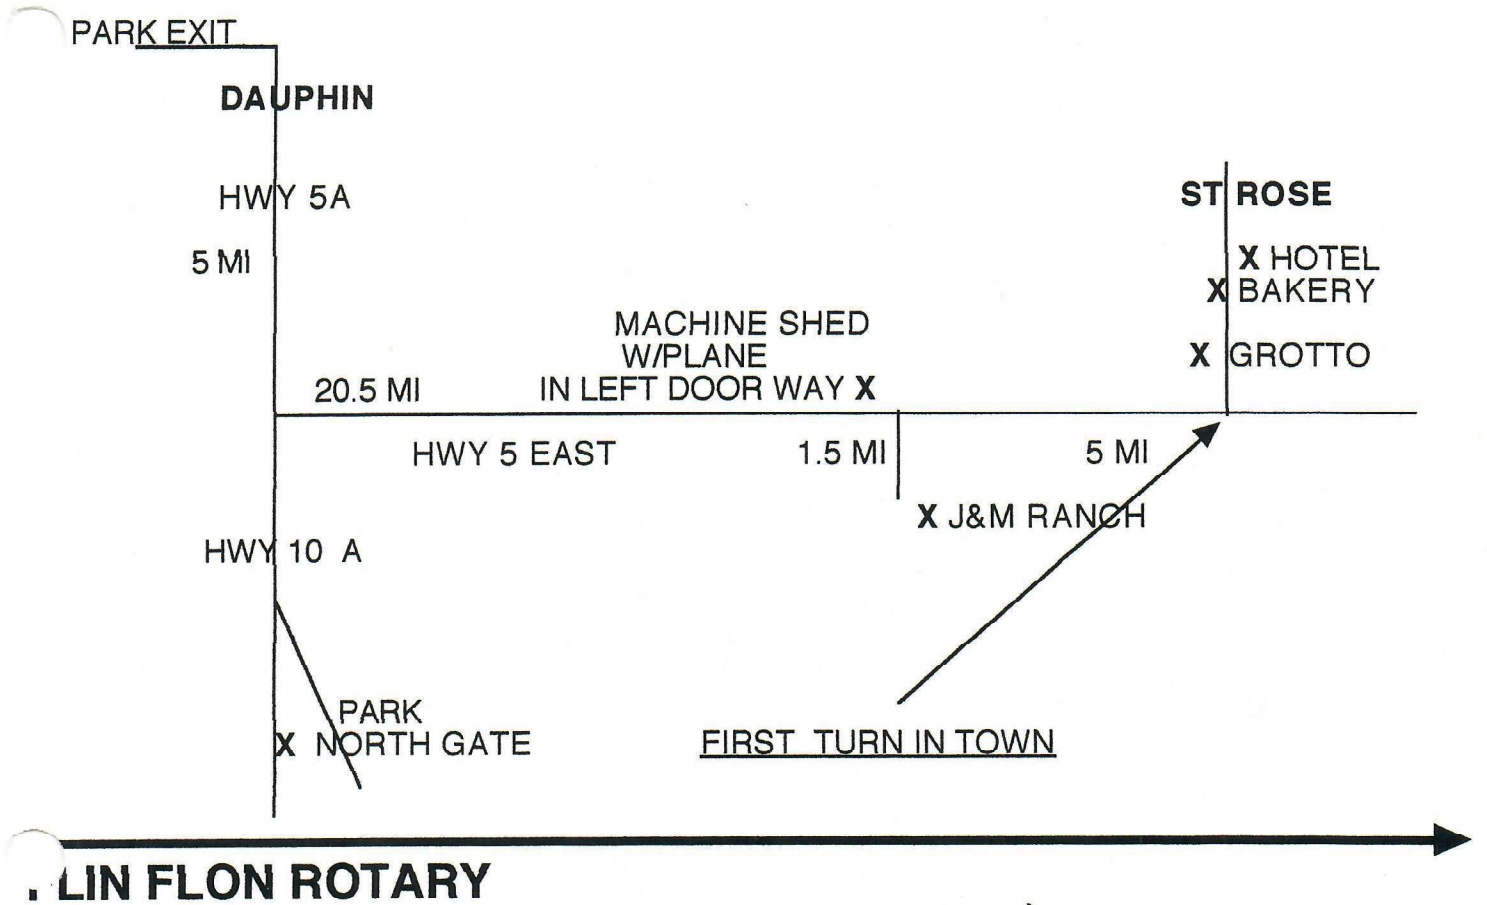 PARK EXIT
DAUPHIN
HWY 5A
5 MI
ST ROSE
X HOTEL
X BAKERY
X GROTTO
MACHINE SHED
W/PLANE
IN LEFT DOOR WAY X
20.5 MI
HWY 5 EAST
1.5 MI
5 MI
X J&M RANCH
HWY 10 A
PARK
X NORTH GATE
FIRST TURN IN TOWN
LIN FLON ROTARY